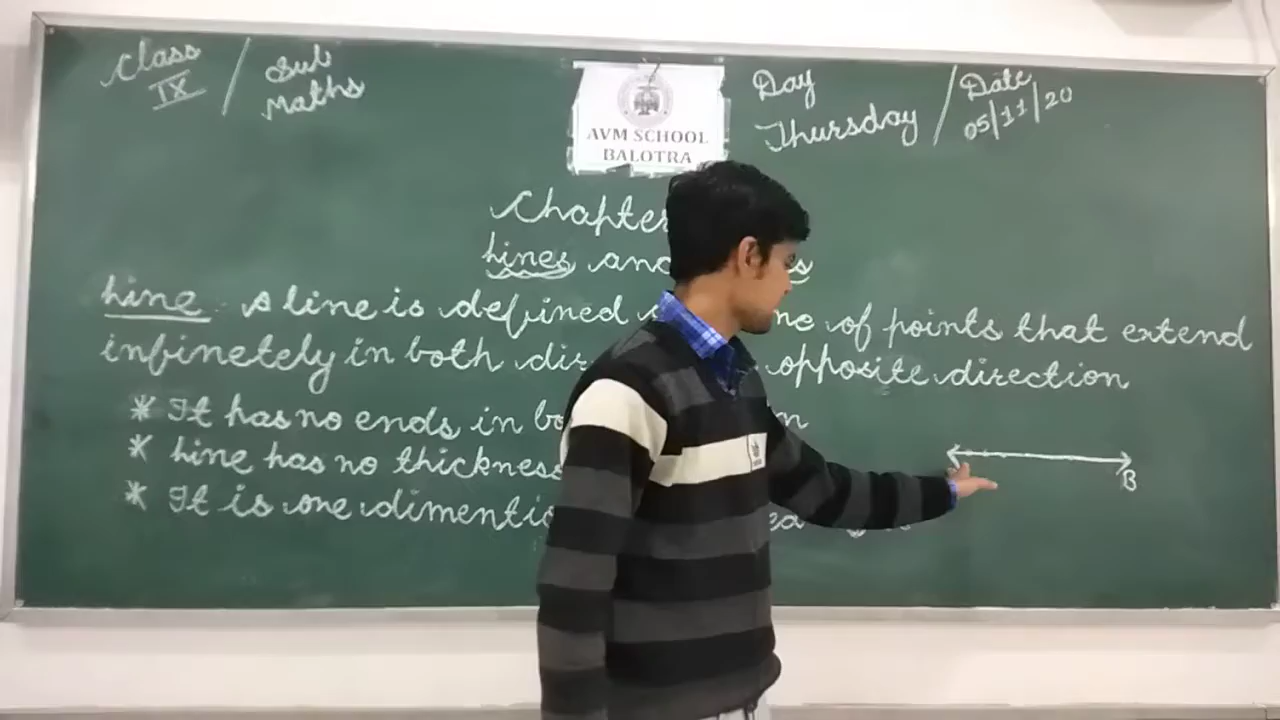 Class / Sub
IX Maths
AVM SCHOOL
BALOTRA
Day / Date
Thursday 05/11/20
Chapter
Lines and
Line A line is defined of points that extend
infinetely in both opposite direction
* It has no ends in
* Line has no thickness
* It is one
B